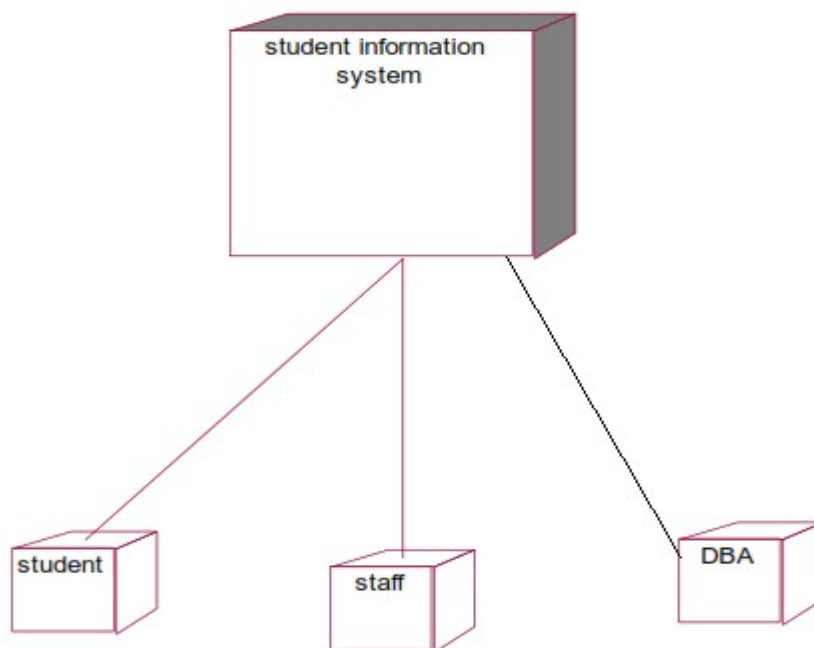 student information
system
student
staff
DBA